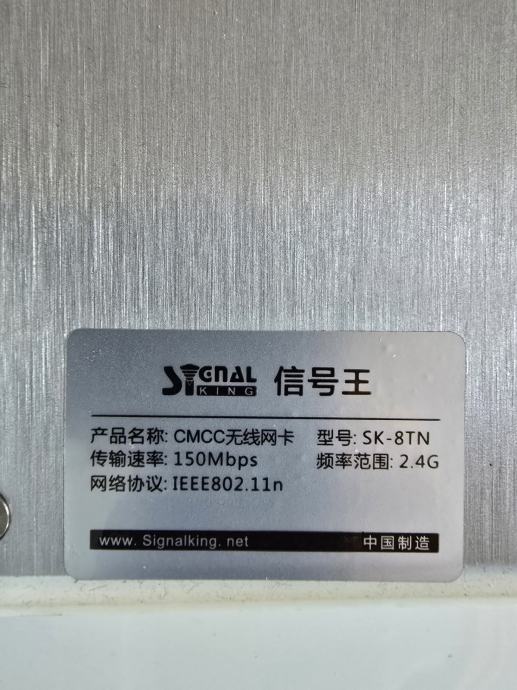 SIGNAL KING 信号王
产品名称: CMCC无线网卡 型号: SK-8TN
传输速率: 150Mbps 频率范围: 2.4G
网络协议: IEEE802.11n
www. Signalking. net 中国制造